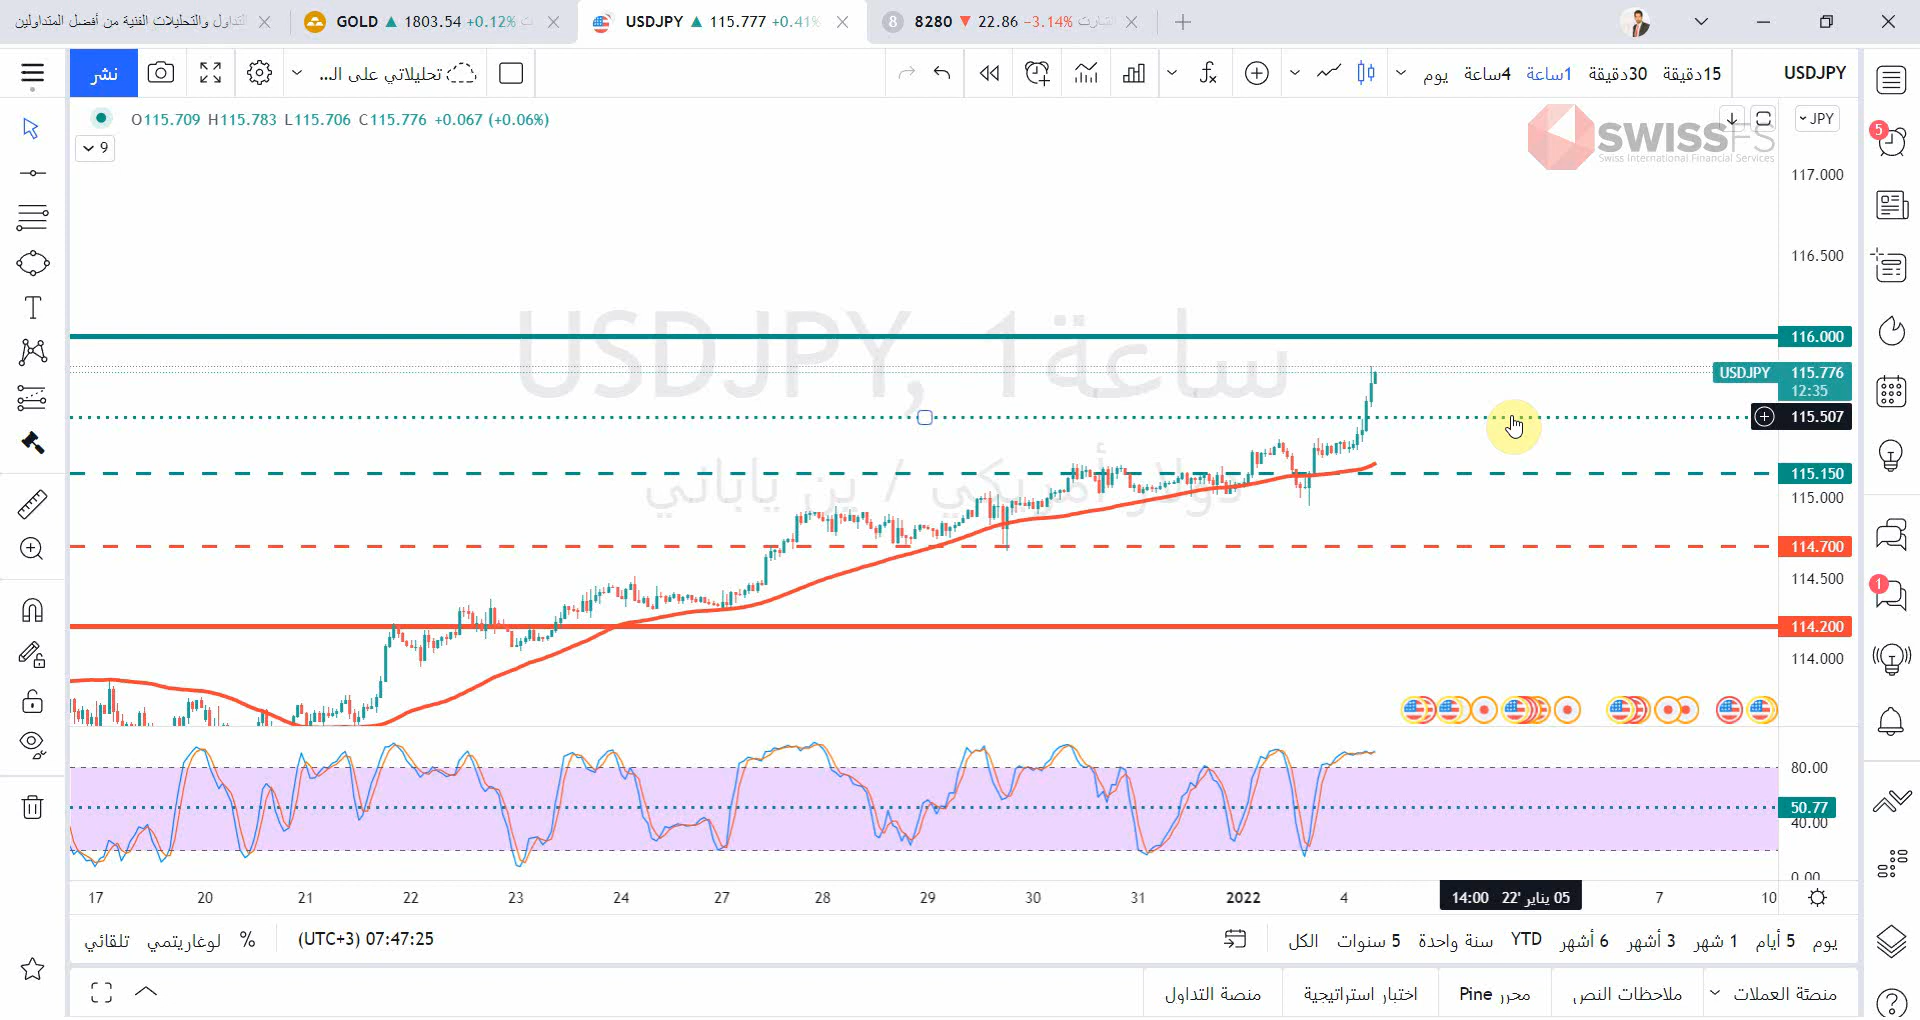 التداول والتحليلات الفنية من أفضل المتداولين
GOLD ▲ 1803.54 +0.12%
USDJPY ▲ 115.777 +0.41%
8 8280 ▼ 22.86 −3.14% الشارت
نشر
تحليلاتي على الـ...
يوم 4ساعة 1ساعة 30دقيقة 15دقيقة
USDJPY
O115.709 H115.783 L115.706 C115.776 +0.067 (+0.06%)
9
SWISSFS
Swiss International Financial Services
JPY
USDJPY, 1ساعة
دولار أمريكي / ين ياباني
117.000
116.500
116.000
USDJPY 115.776
12:35
115.507
115.150
115.000
114.700
114.500
114.200
114.000
80.00
50.77
40.00
0.00
17 20 21 22 23 24 27 28 29 30 31 2022 4 05 يناير '22 14:00 7 10
تلقائي لوغاريتمي % (UTC+3) 07:47:25
الكل 5 سنوات سنة واحدة YTD 6 أشهر 3 أشهر 1 شهر 5 أيام يوم
منصة التداول اختبار استراتيجية محرر Pine ملاحظات النص منصئة العملات
5
1